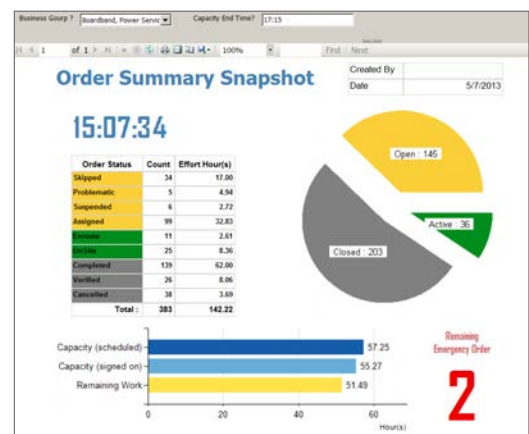 Business Gourp ? Boardband, Power Servic Capacity End Time? 17:15
1 of 1 100% Find | Next
Order Summary Snapshot
Created By
Date 5/7/2013
15:07:34
Order Status Count Effort Hour(s)
Skipped 34 17.00
Problematic 5 4.94
Suspended 6 2.72
Assigned 99 32.83
Enroute 11 2.61
OnSite 25 8.36
Completed 139 62.00
Verified 26 8.06
Cancelled 38 3.69
Total : 383 142.22
Open : 145
Active : 36
Closed : 203
Capacity (scheduled) 57.25
Capacity (signed on) 55.27
Remaining Work 51.49
0 20 40 60
Hour(s)
Remaining
Emergency Order
2